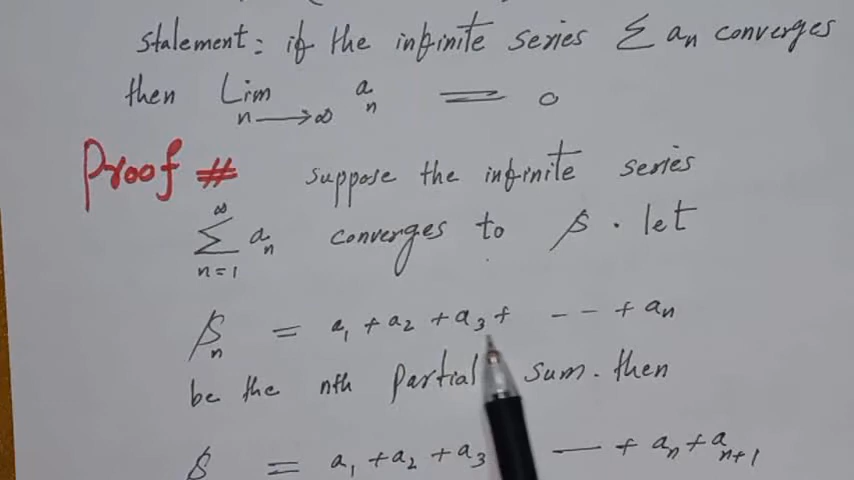 statement: if the infinite series ∑ an converges
then Lim n→∞ an = 0
Proof # suppose the infinite series
∞∑n=1 an converges to β. let
βn = a1 + a2 + a3 + --- + an
be the nth Partial sum. then
β = a1 + a2 + a3 — + an + an+1